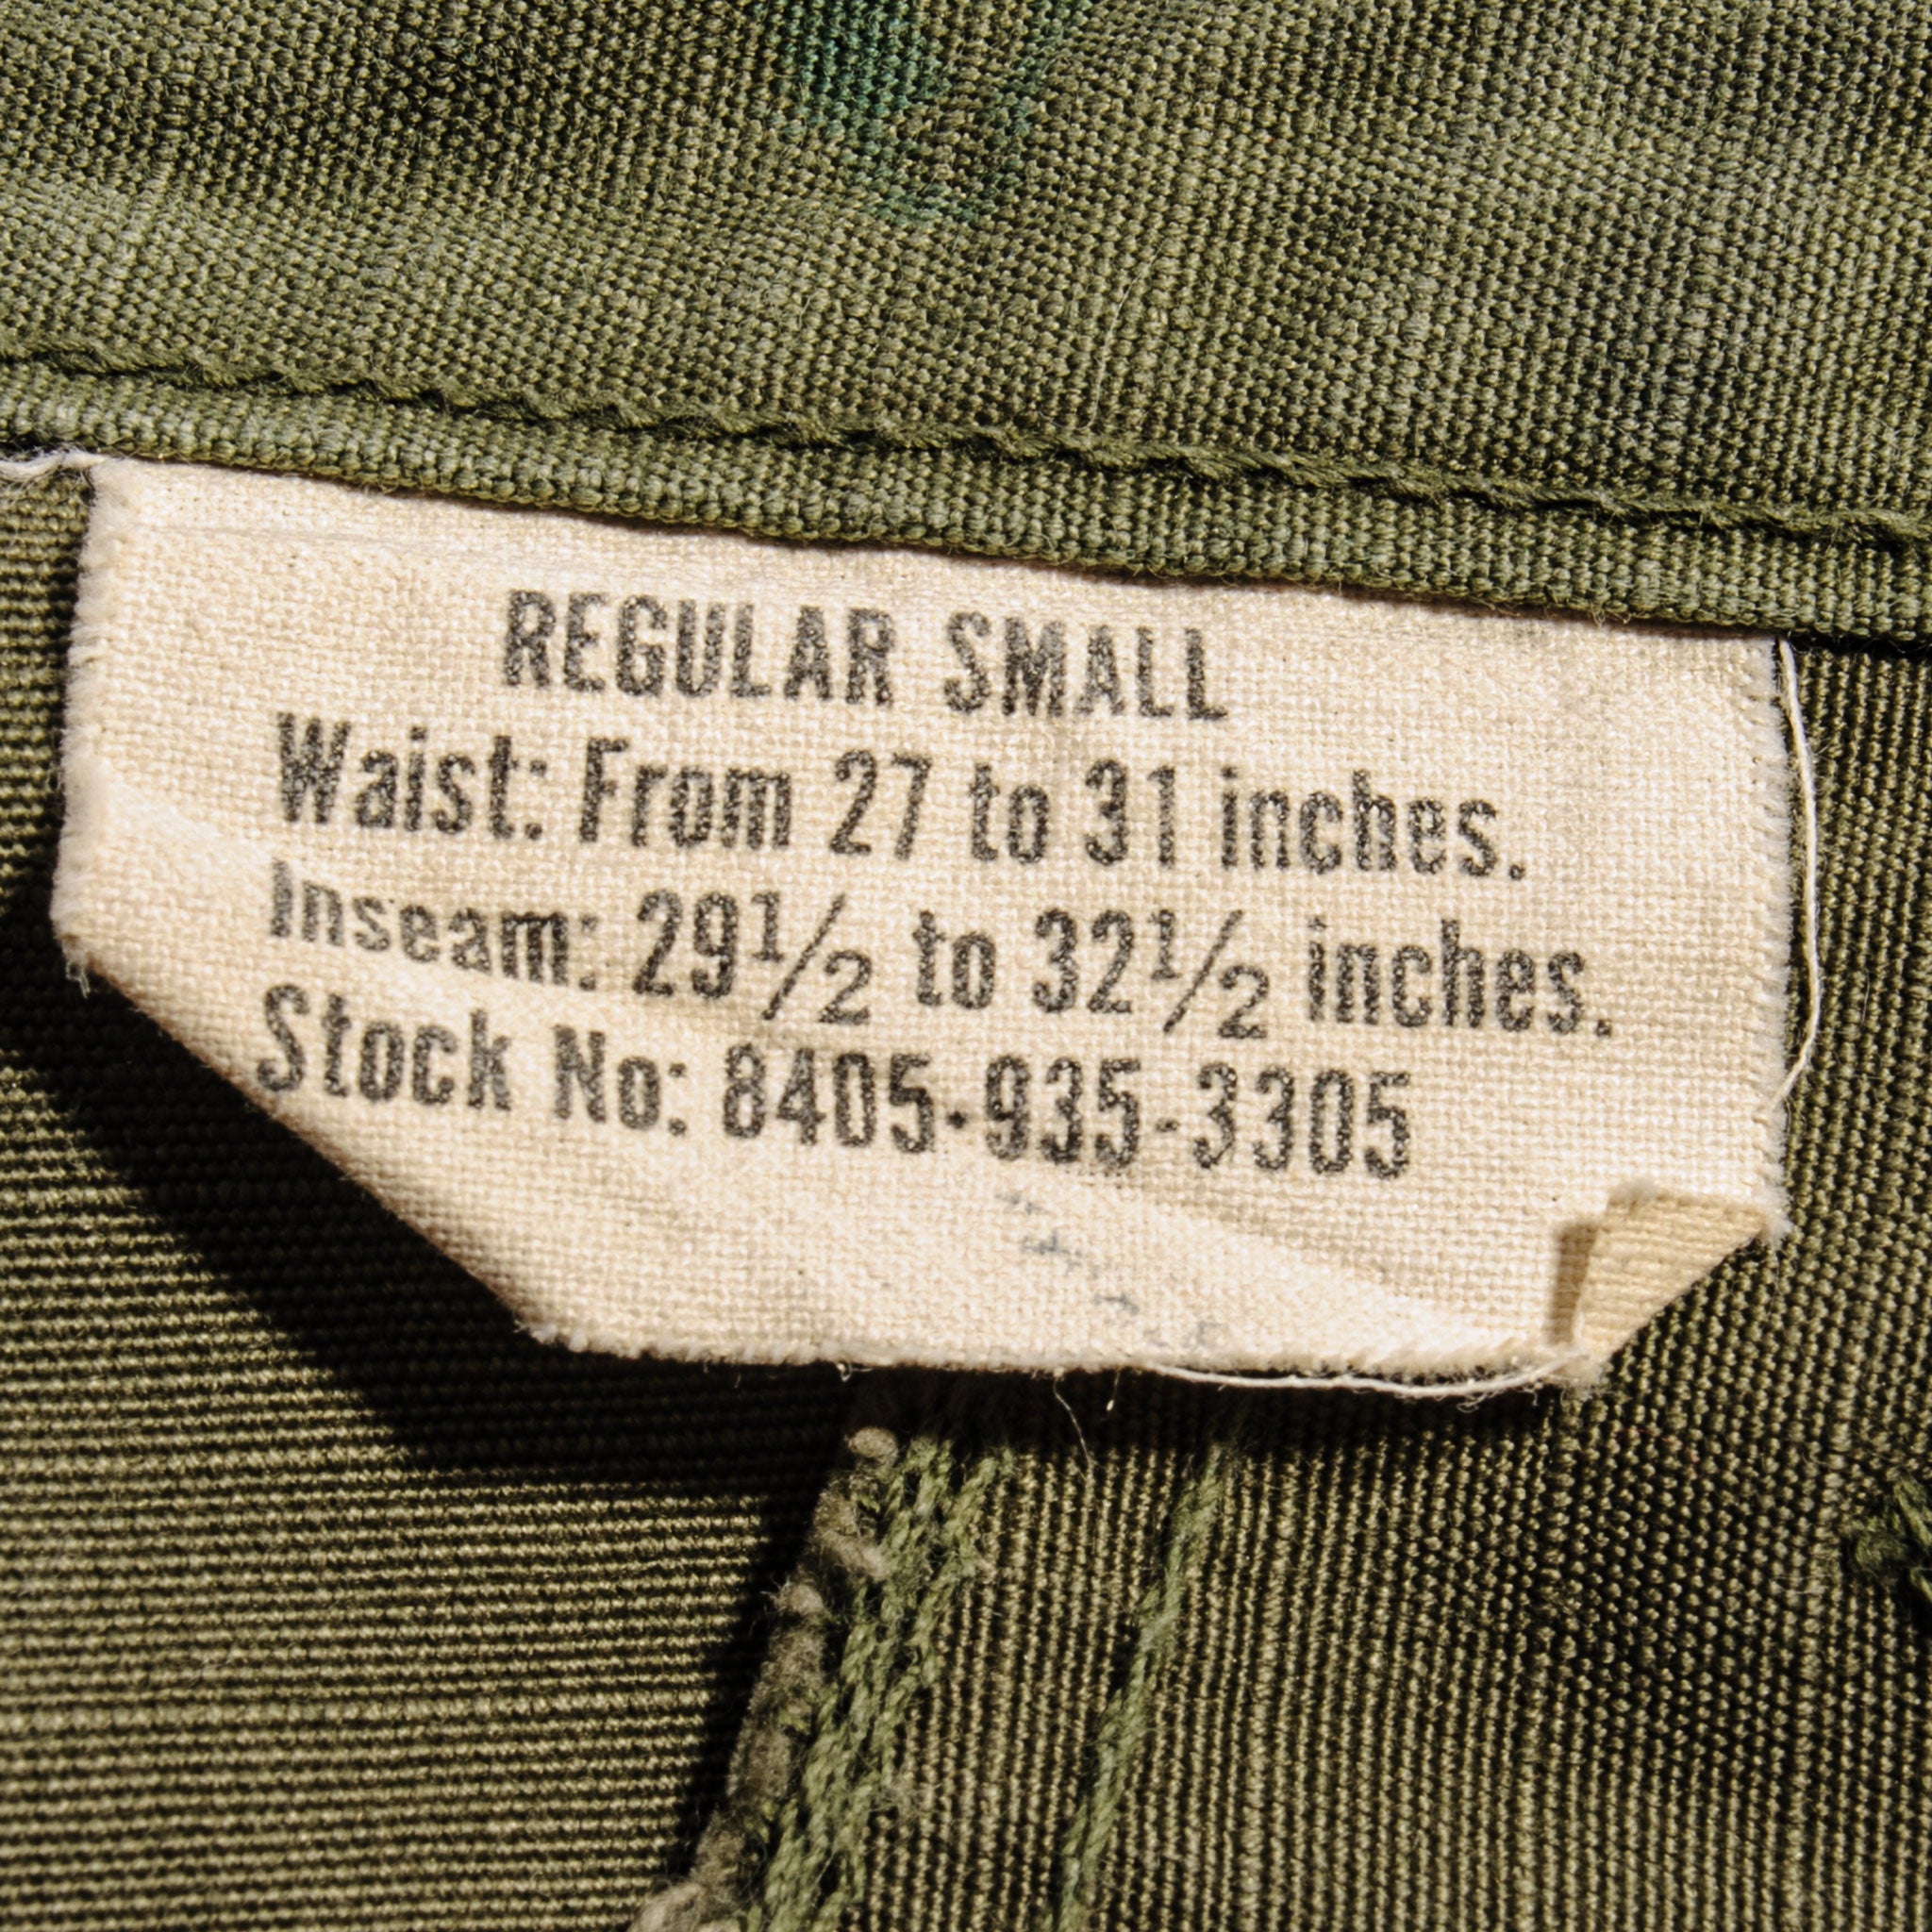 REGULAR SMALL
Waist: From 27 to 31 inches.
Inseam: 29½ to 32½ inches.
Stock No: 8405-935-3305